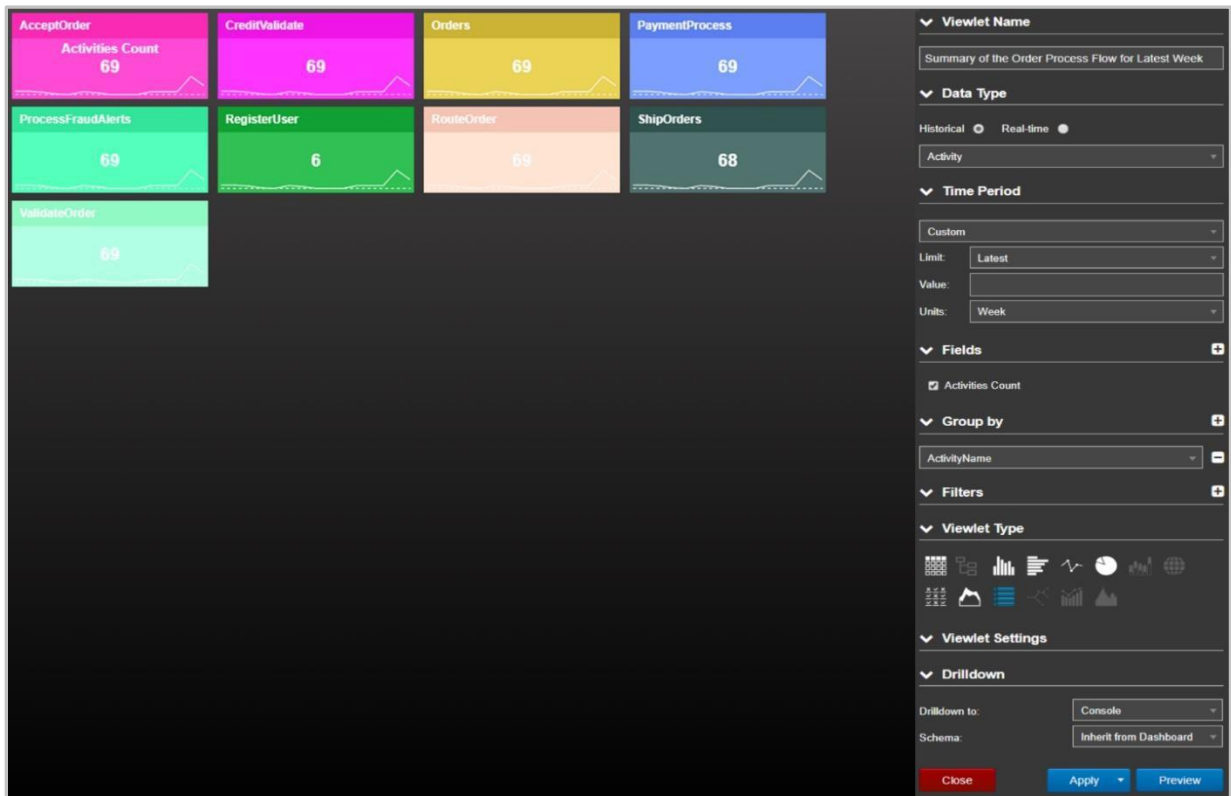 AcceptOrder
Activities Count
69
CreditValidate
69
Orders
69
PaymentProcess
69
ProcessFraudAlerts
69
RegisterUser
6
RouteOrder
69
ShipOrders
68
ValidateOrder
69
Viewlet Name
Summary of the Order Process Flow for Latest Week
Data Type
Historical Real-time
Activity
Time Period
Custom
Limit: Latest
Value:
Units: Week
Fields
Activities Count
Group by
ActivityName
Filters
Viewlet Type
Viewlet Settings
Drilldown
Drilldown to: Console
Schema: Inherit from Dashboard
Close Apply Preview